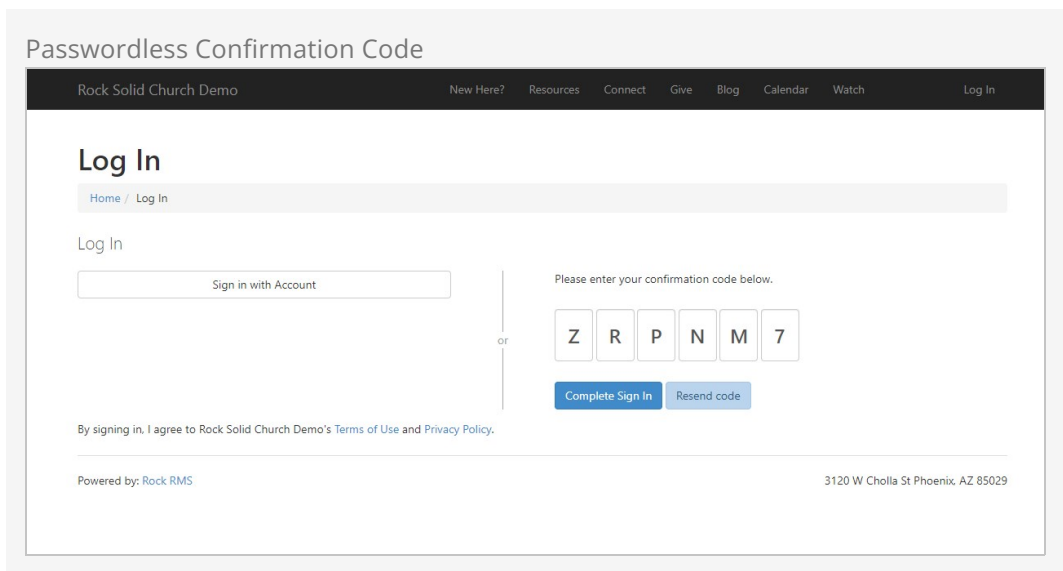 Passwordless Confirmation Code
Rock Solid Church Demo New Here? Resources Connect Give Blog Calendar Watch Log In
Log In
Home / Log In
Log In
Sign in with Account
or
Please enter your confirmation code below.
Z R P N M 7
Complete Sign In Resend code
By signing in, I agree to Rock Solid Church Demo's Terms of Use and Privacy Policy.
Powered by: Rock RMS 3120 W Cholla St Phoenix, AZ 85029